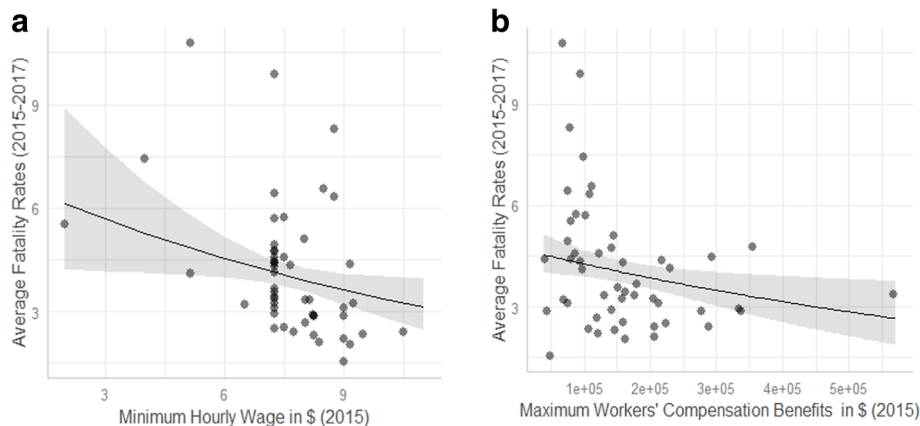 a
Average Fatality Rates (2015-2017)
9
6
3
3
6
9
Minimum Hourly Wage in $ (2015)
b
Average Fatality Rates (2015-2017)
9
6
3
1e+05
2e+05
3e+05
4e+05
5e+05
Maximum Workers' Compensation Benefits in $ (2015)